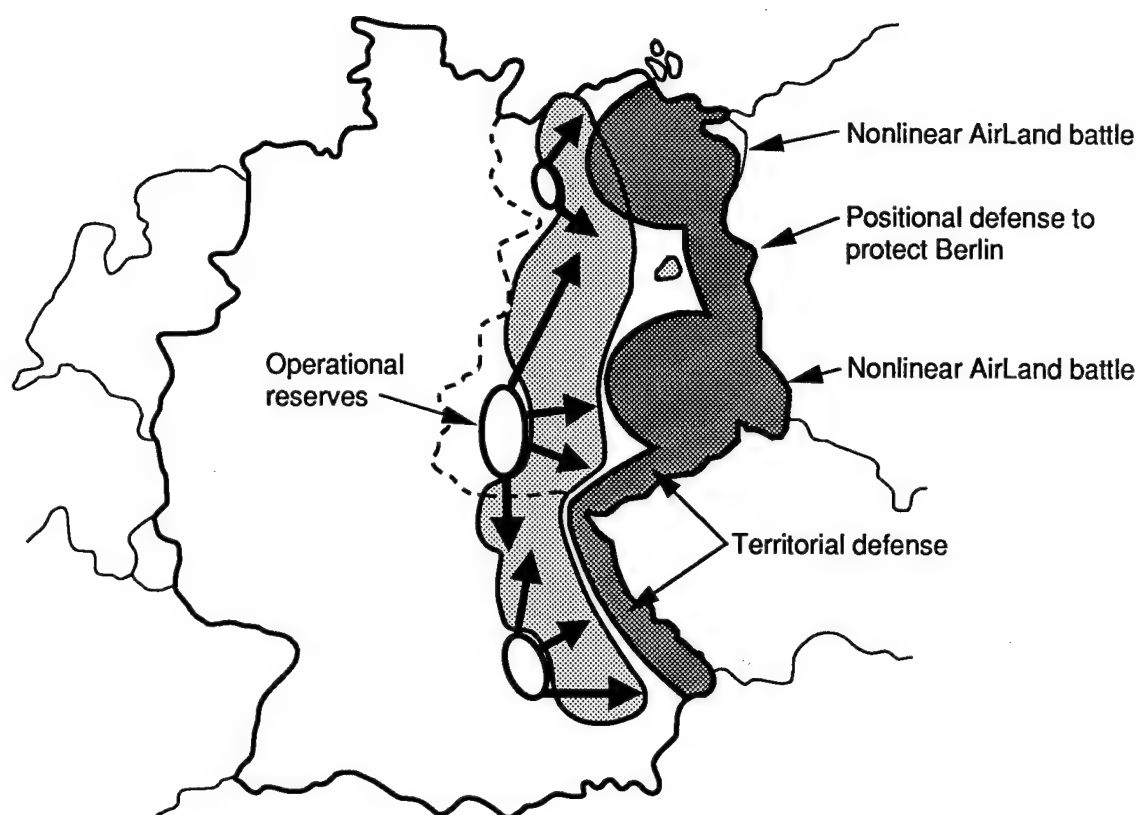 Nonlinear AirLand battle
Positional defense to
protect Berlin
Operational
reserves
Nonlinear AirLand battle
Territorial defense